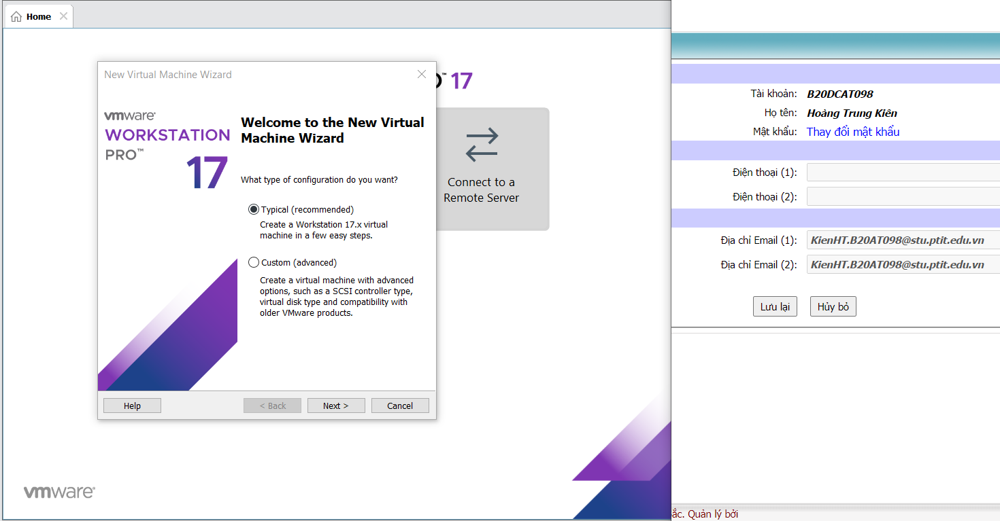 Home
™ 17
New Virtual Machine Wizard
vmware®
WORKSTATION
PRO™
17
Welcome to the New Virtual
Machine Wizard
What type of configuration do you want?
Typical (recommended)
Create a Workstation 17.x virtual
machine in a few easy steps.
Custom (advanced)
Create a virtual machine with advanced
options, such as a SCSI controller type,
virtual disk type and compatibility with
older VMware products.
Help
< Back
Next >
Cancel
Connect to a
Remote Server
vmware®
Tài khoản: B20DCAT098
Họ tên: Hoàng Trung Kiên
Mật khẩu: Thay đổi mật khẩu
Điện thoại (1):
Điện thoại (2):
Địa chỉ Email (1): KienHT.B20AT098@stu.ptit.edu.vn
Địa chỉ Email (2): KienHT.B20AT098@stu.ptit.edu.vn
Lưu lại
Hủy bỏ
ắc. Quản lý bởi